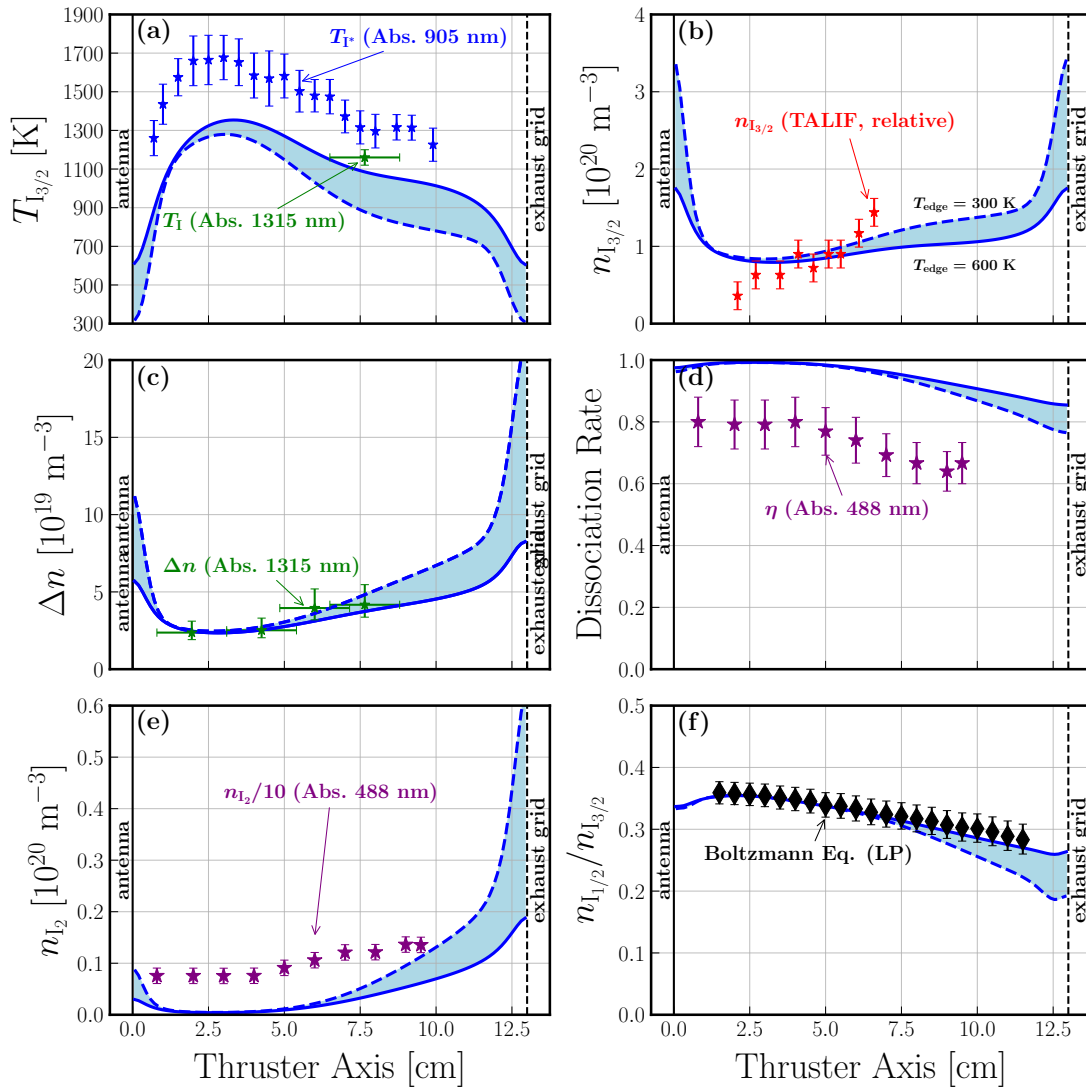 (a)
T_I* (Abs. 905 nm)
T_I (Abs. 1315 nm)
antenna
exhaust grid
T_{I_{3/2}} [K]
1900
1700
1500
1300
1100
900
700
500
300
(b)
n_{I_{3/2}} (TALIF, relative)
T_edge = 300 K
T_edge = 600 K
antenna
exhaust grid
n_{I_{3/2}} [10^20 m^−3]
4
3
2
1
0
(c)
Δn (Abs. 1315 nm)
antenna
antenna
exhaust grid
exhaust grid
Δn [10^19 m^−3]
20
15
10
5
0
(d)
η (Abs. 488 nm)
antenna
exhaust grid
Dissociation Rate
1.0
0.8
0.6
0.4
0.2
0.0
(e)
n_{I_2}/10 (Abs. 488 nm)
antenna
exhaust grid
n_{I_2} [10^20 m^−3]
0.6
0.5
0.4
0.3
0.2
0.1
0.0
0.0 2.5 5.0 7.5 10.0 12.5
Thruster Axis [cm]
(f)
Boltzmann Eq. (LP)
antenna
exhaust grid
n_{I_{1/2}}/n_{I_{3/2}}
0.5
0.4
0.3
0.2
0.1
0.0
0.0 2.5 5.0 7.5 10.0 12.5
Thruster Axis [cm]